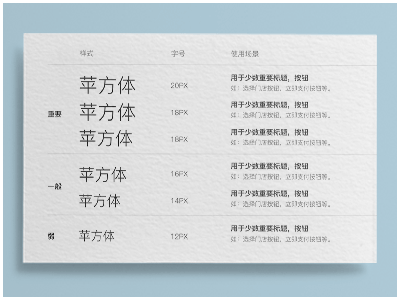 样式 字号 使用场景
苹方体 20PX 用于少数重要标题，按钮
如：选择门店按钮、立即支付按钮等。
重要 苹方体 18PX 用于少数重要标题，按钮
如：选择门店按钮、立即支付按钮等。
苹方体 16PX 用于少数重要标题，按钮
如：选择门店按钮、立即支付按钮等。
苹方体 16PX 用于少数重要标题，按钮
如：选择门店按钮、立即支付按钮等。
一般
苹方体 14PX 用于少数重要标题，按钮
如：选择门店按钮、立即支付按钮等。
弱 苹方体 12PX 用于少数重要标题，按钮
如：选择门店按钮、立即支付按钮等。